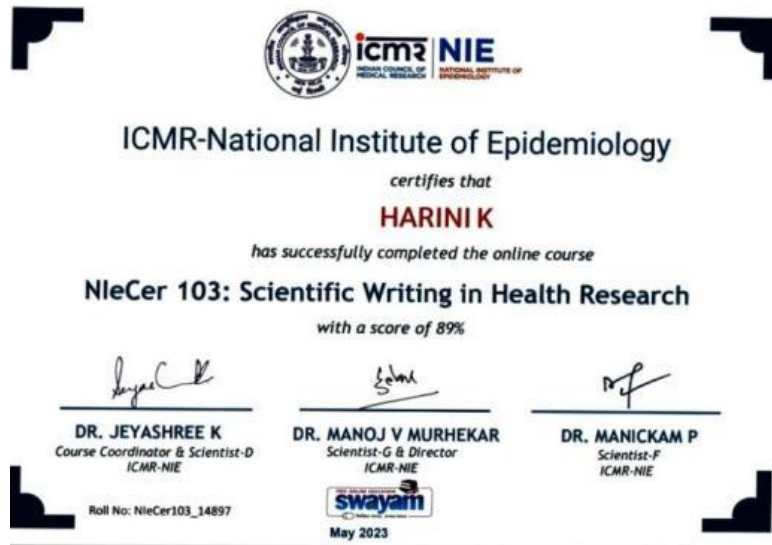 icmr NIE
INDIAN COUNCIL OF
MEDICAL RESEARCH
NATIONAL INSTITUTE OF
EPIDEMIOLOGY
ICMR-National Institute of Epidemiology
certifies that
HARINI K
has successfully completed the online course
NIeCer 103: Scientific Writing in Health Research
with a score of 89%
DR. JEYASHREE K
Course Coordinator & Scientist-D
ICMR-NIE
DR. MANOJ V MURHEKAR
Scientist-G & Director
ICMR-NIE
DR. MANICKAM P
Scientist-F
ICMR-NIE
Roll No: NIeCer103_14897
swayam
May 2023